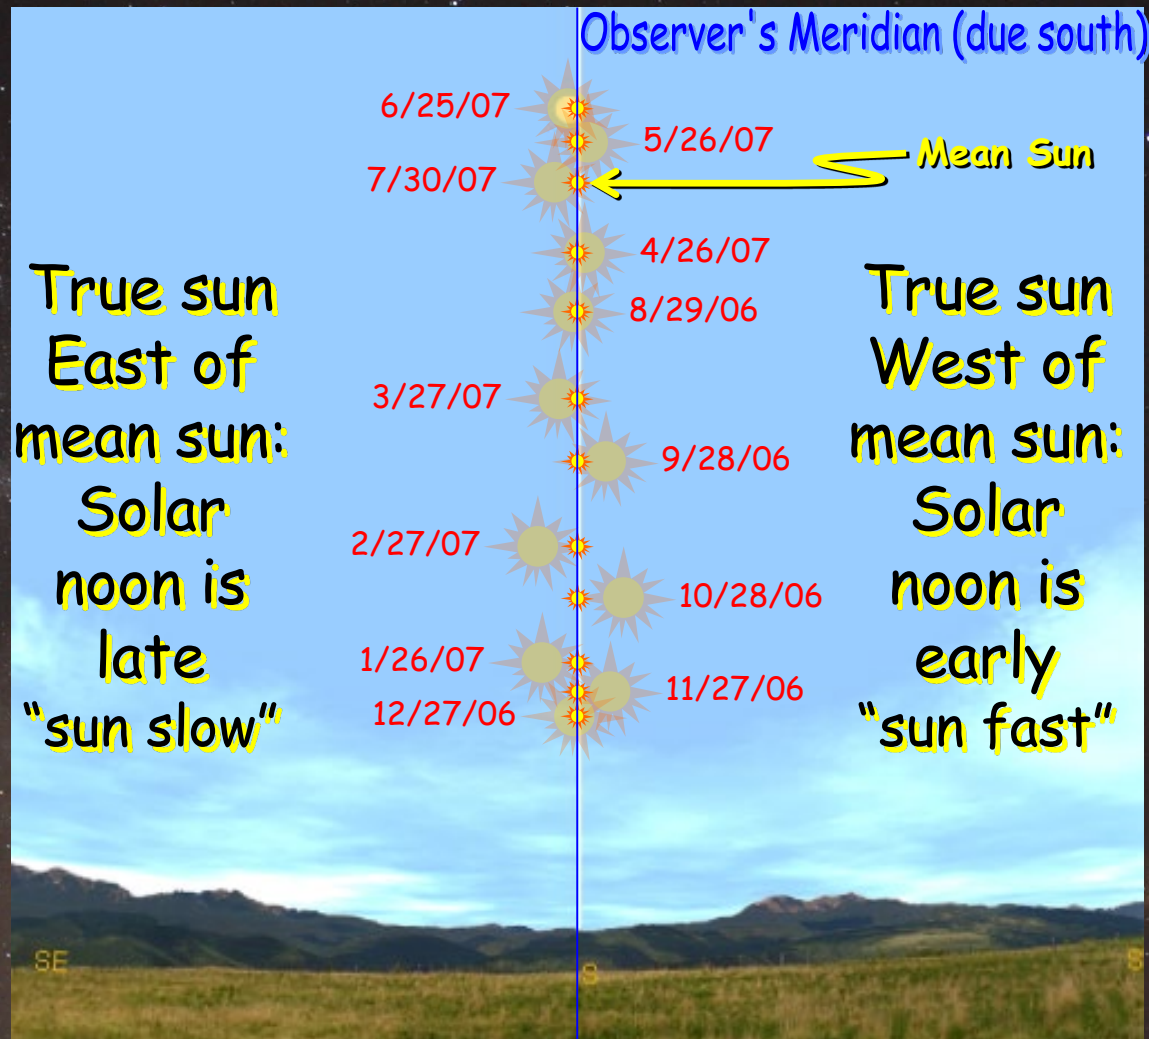 Observer's Meridian (due south)
6/25/07
5/26/07
Mean Sun
7/30/07
4/26/07
8/29/06
3/27/07
9/28/06
2/27/07
10/28/06
1/26/07
11/27/06
12/27/06
True sun
East of
mean sun:
Solar
noon is
late
“sun slow”
True sun
West of
mean sun:
Solar
noon is
early
“sun fast”
SE
S